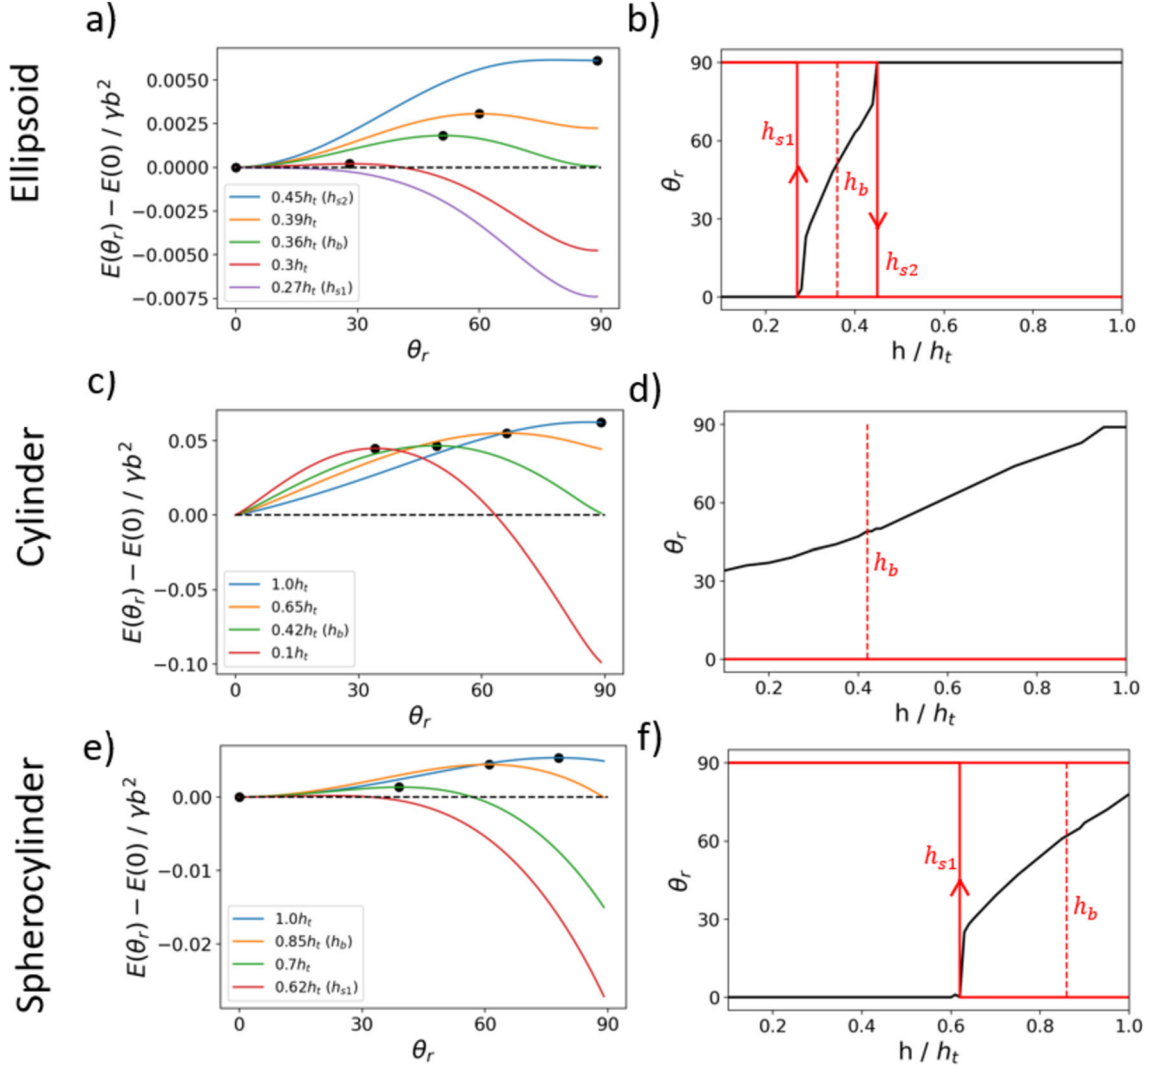 Ellipsoid
a)
E(θr) − E(0) / γb²
0.0050
0.0025
0.0000
−0.0025
−0.0050
−0.0075
0.45ht (hs2)
0.39ht
0.36ht (hb)
0.3ht
0.27ht (hs1)
0 30 60 90
θr
b)
θr
90
60
30
0
hs1
hb
hs2
0.2 0.4 0.6 0.8 1.0
h / ht
Cylinder
c)
E(θr) − E(0) / γb²
0.05
0.00
−0.05
−0.10
1.0ht
0.65ht
0.42ht (hb)
0.1ht
0 30 60 90
θr
d)
θr
90
60
30
0
hb
0.2 0.4 0.6 0.8 1.0
h / ht
Spherocylinder
e)
E(θr) − E(0) / γb²
0.00
−0.01
−0.02
1.0ht
0.85ht (hb)
0.7ht
0.62ht (hs1)
0 30 60 90
θr
f)
θr
90
60
30
0
hs1
hb
0.2 0.4 0.6 0.8 1.0
h / ht